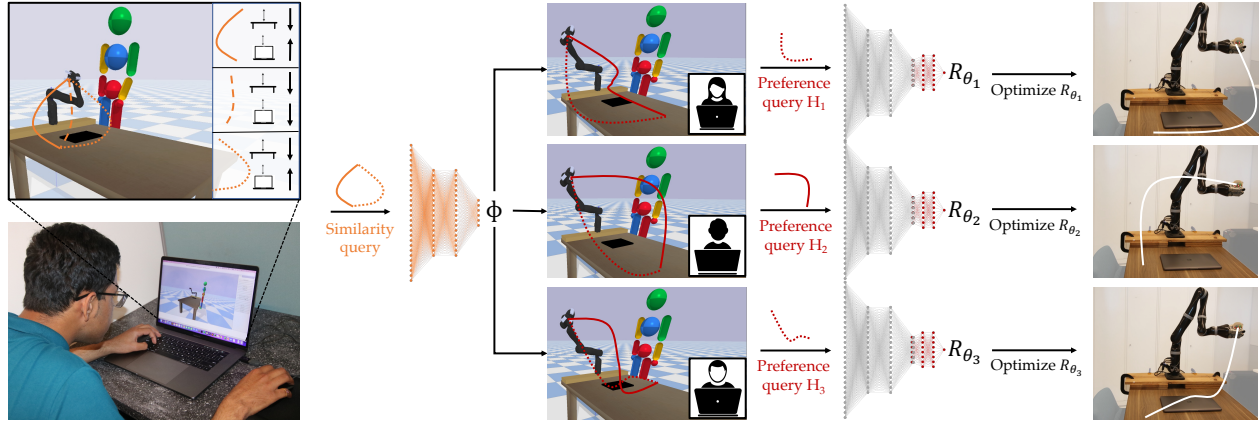 Similarity
query
Φ
Preference
query H₁
R_θ₁
Optimize R_θ₁
Preference
query H₂
R_θ₂
Optimize R_θ₂
Preference
query H₃
R_θ₃
Optimize R_θ₃